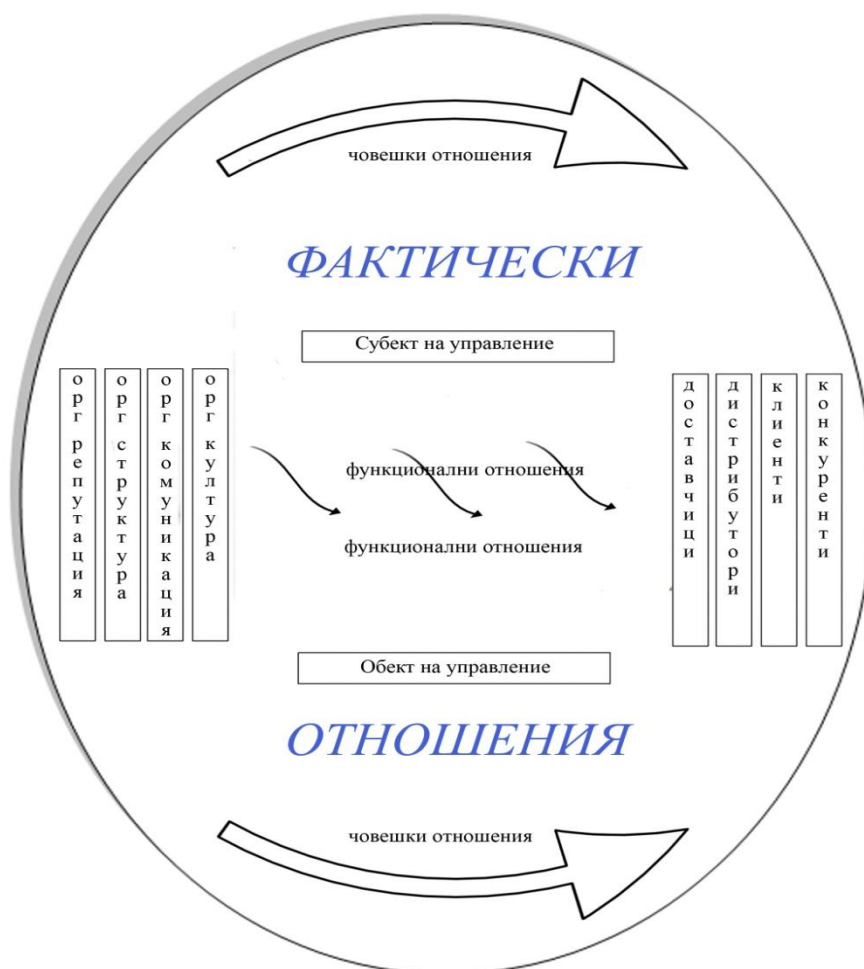 човешки отношения
ФАКТИЧЕСКИ
Субект на управление
орг репутация
орг структура
орг комуникация
орг култура
функционални отношения
функционални отношения
доставчици
дистрибутори
клиенти
конкуренти
Обект на управление
ОТНОШЕНИЯ
човешки отношения